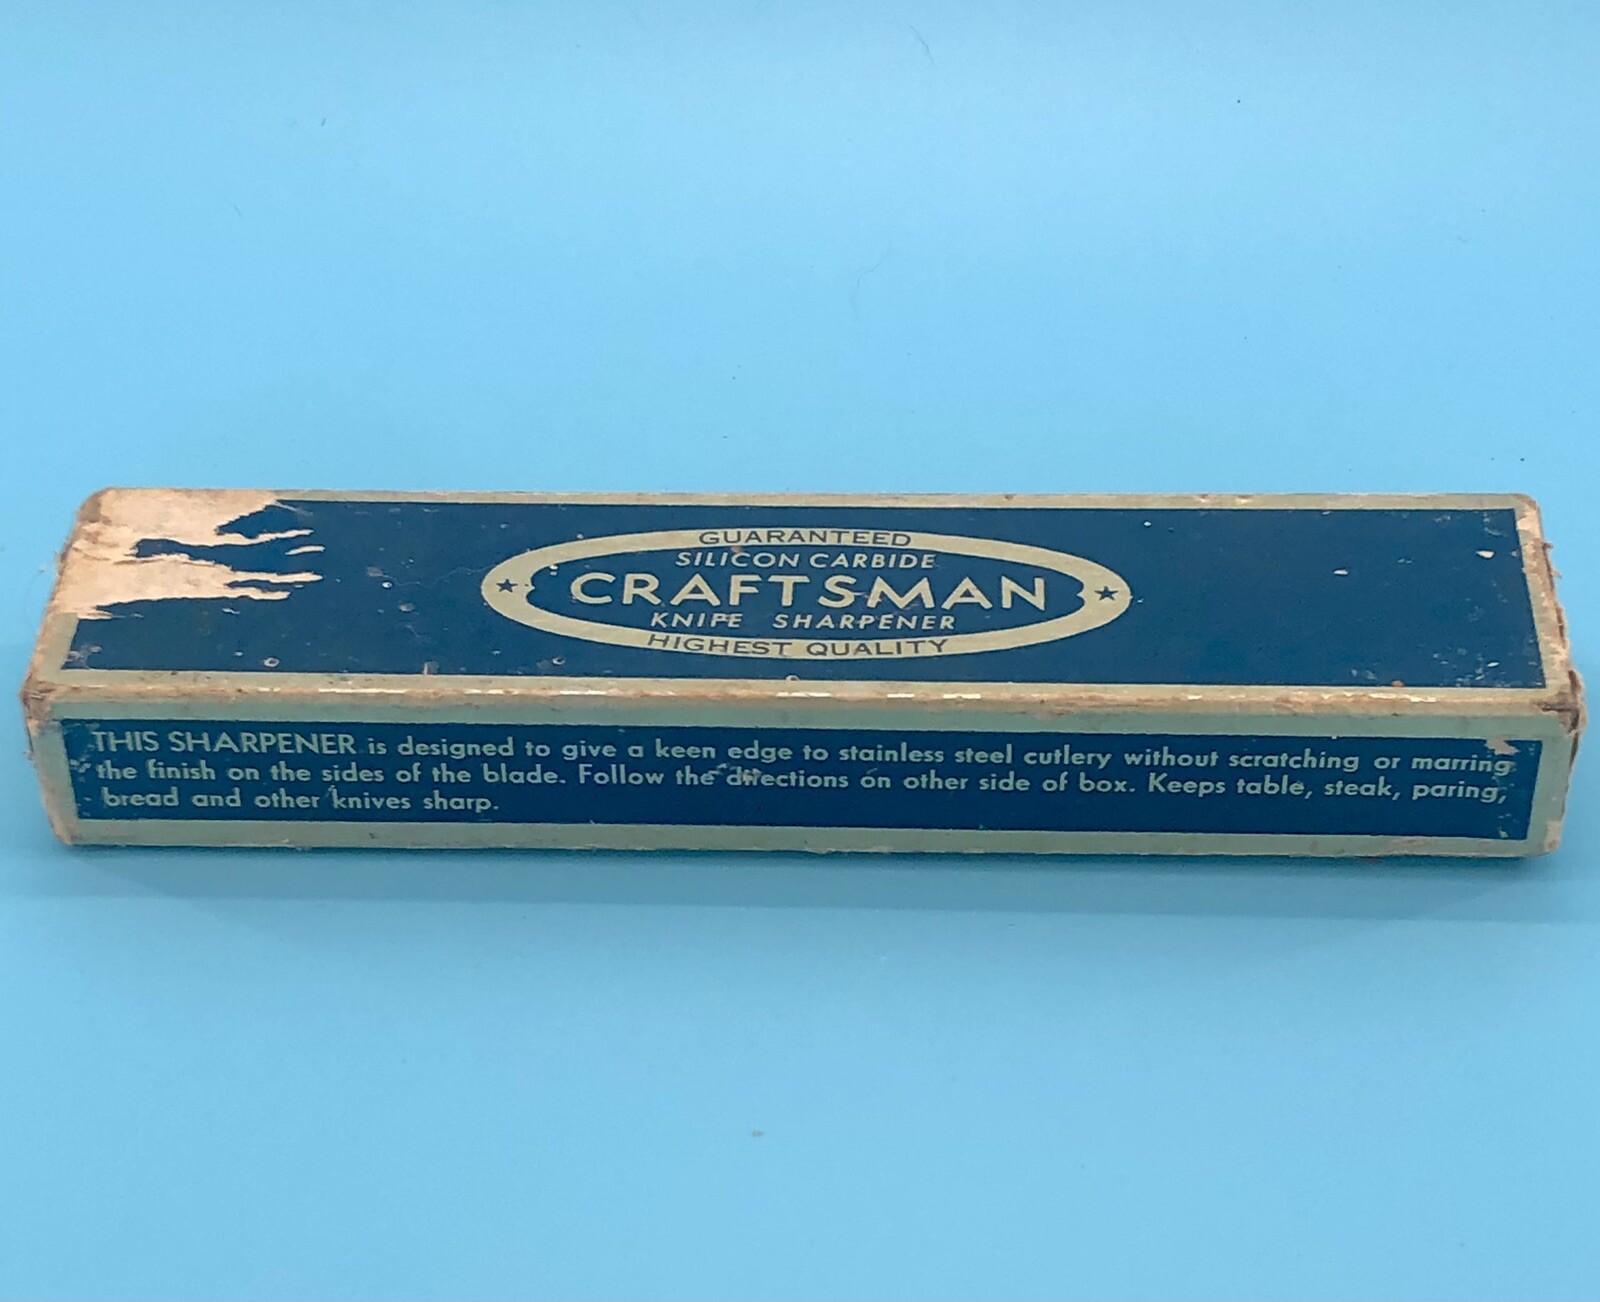 GUARANTEED
SILICON CARBIDE
CRAFTSMAN
KNIFE SHARPENER
HIGHEST QUALITY
THIS SHARPENER is designed to give a keen edge to stainless steel cutlery without scratching or marring
the finish on the sides of the blade. Follow the directions on other side of box. Keeps table, steak, paring,
bread and other knives sharp.